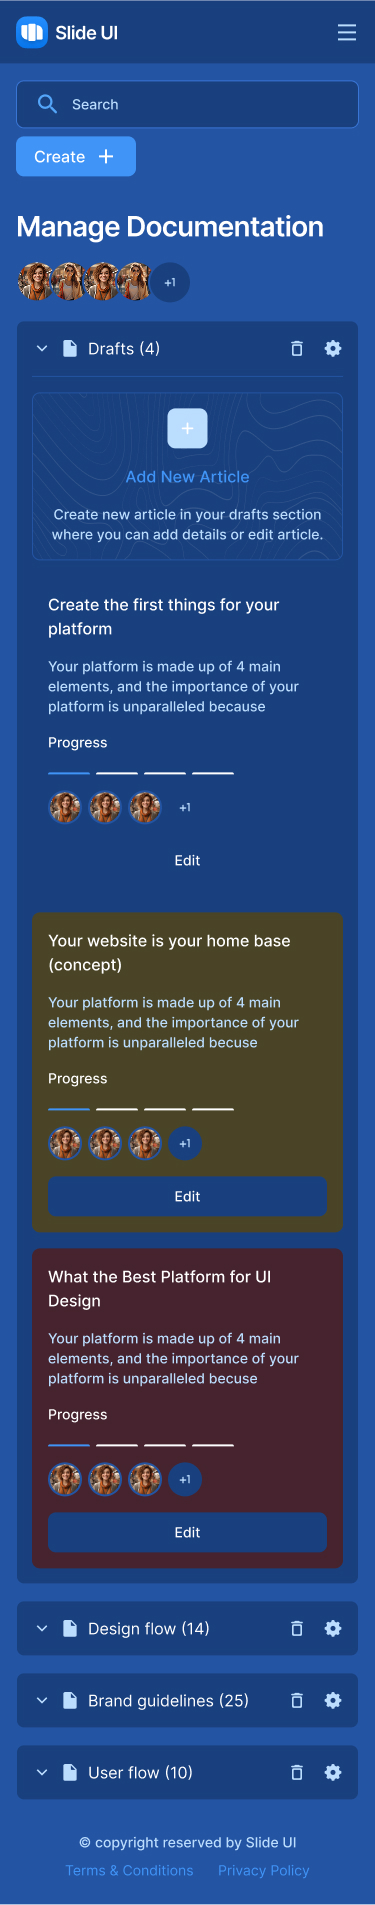 Slide UI
Search
Create
Manage Documentation
+1
Drafts (4)
Add New Article
Create new article in your drafts section
where you can add details or edit article.
Create the first things for your
platform
Your platform is made up of 4 main
elements, and the importance of your
platform is unparalleled because
Progress
+1
Edit
Your website is your home base
(concept)
Your platform is made up of 4 main
elements, and the importance of your
platform is unparalleled becuse
Progress
+1
Edit
What the Best Platform for UI
Design
Your platform is made up of 4 main
elements, and the importance of your
platform is unparalleled becuse
Progress
+1
Edit
Design flow (14)
Brand guidelines (25)
User flow (10)
© copyright reserved by Slide UI
Terms & Conditions Privacy Policy